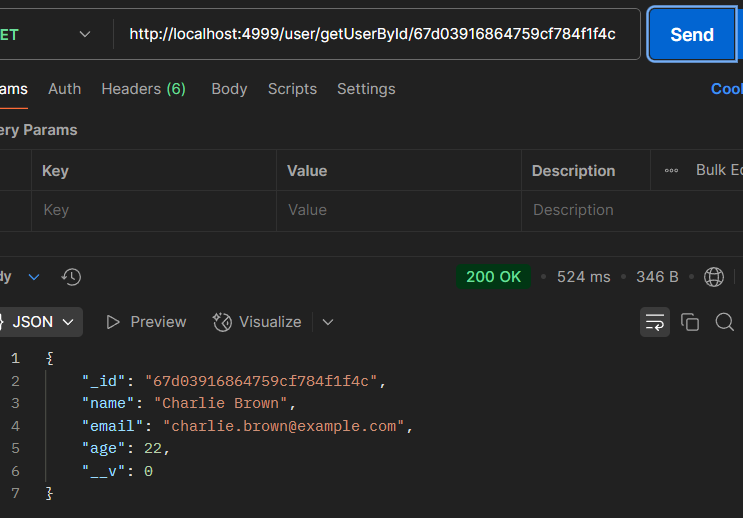 ET http://localhost:4999/user/getUserById/67d03916864759cf784f1f4c Send
ams Auth Headers (6) Body Scripts Settings Cool
ery Params
Key Value Description Bulk Ed
Key Value Description
dy 200 OK 524 ms 346 B
} JSON Preview Visualize
1 {
2 "_id": "67d03916864759cf784f1f4c",
3 "name": "Charlie Brown",
4 "email": "charlie.brown@example.com",
5 "age": 22,
6 "__v": 0
7 }